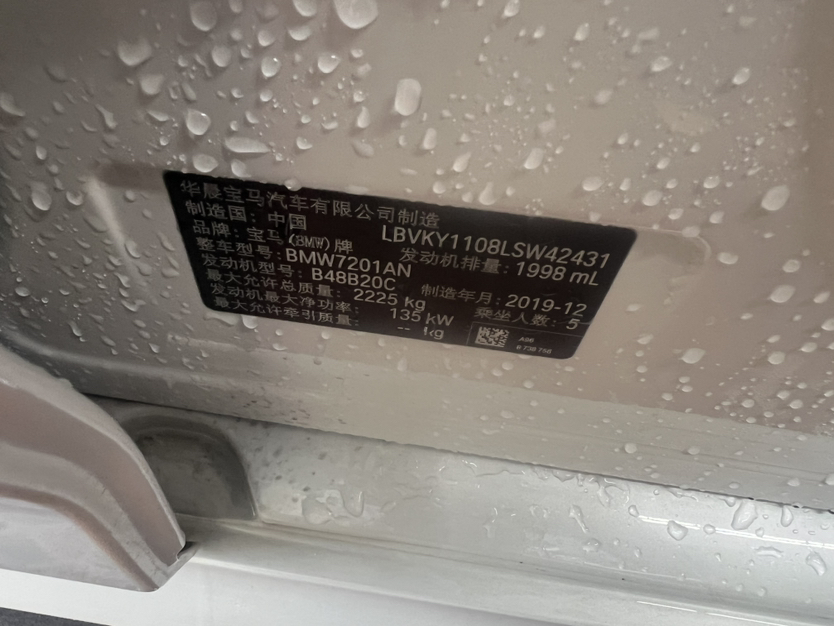 华晨宝马汽车有限公司制造
制造国：中国 LBVKY1108LSW42431
品牌：宝马(BMW)牌 发动机排量：1998 mL
整车型号：BMW7201AN
发动机型号：B48B20C 制造年月：2019-12
最大允许总质量：2225 kg 乘坐人数：5
发动机最大净功率：135 kW
最大允许牵引质量：-- kg